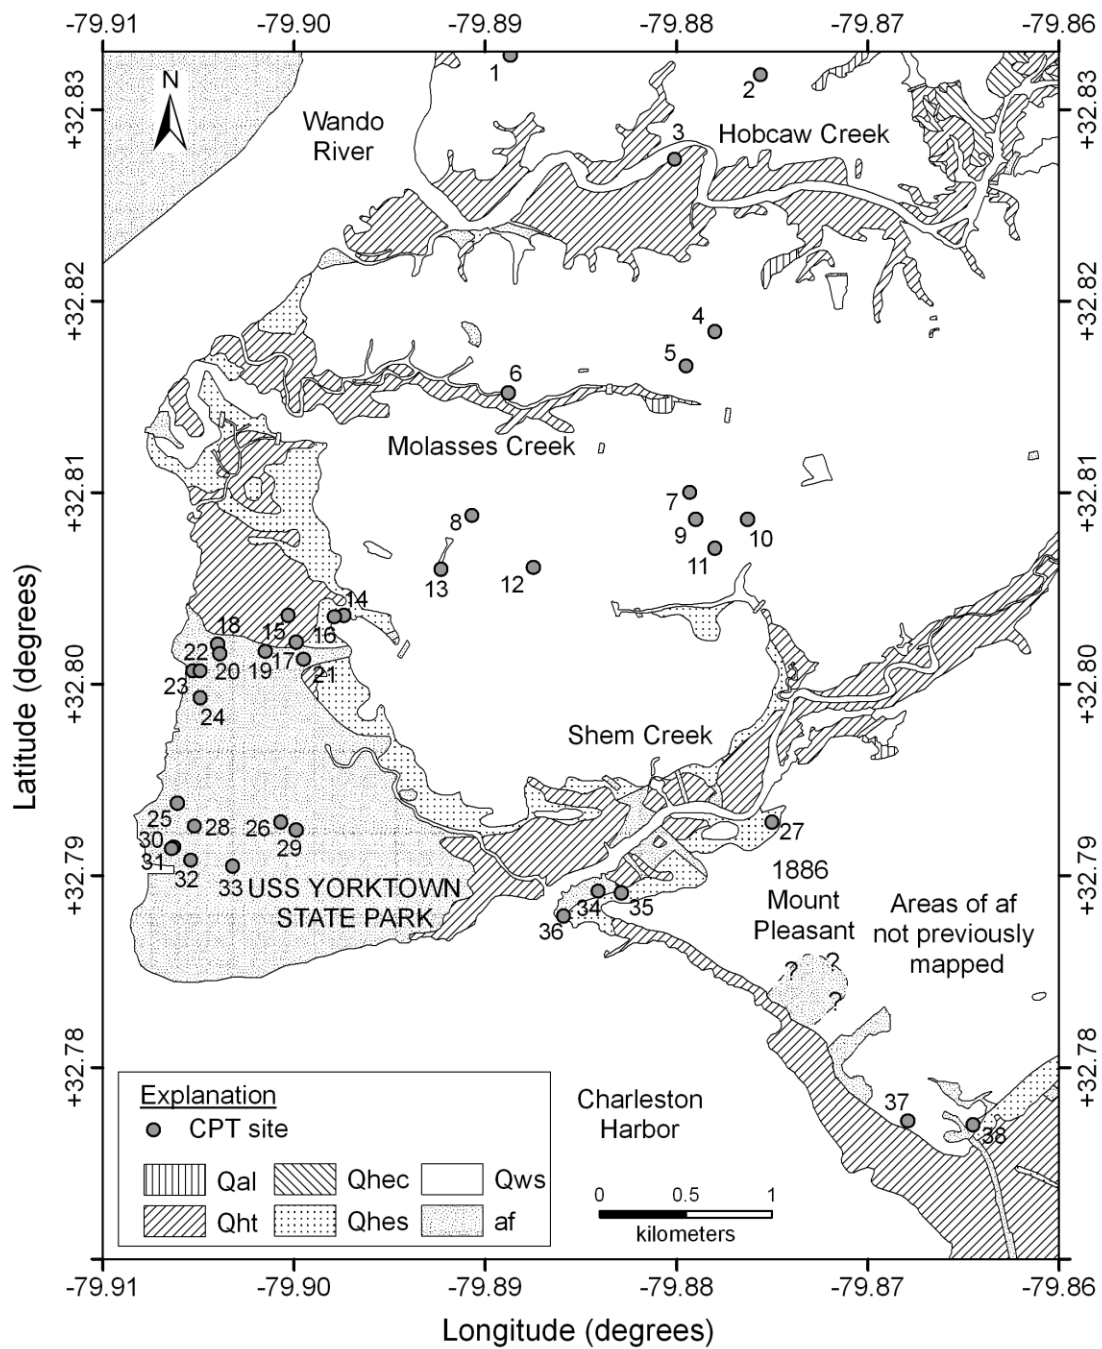 -79.91 -79.90 -79.89 -79.88 -79.87 -79.86
N
1
2
+32.83 +32.83
Wando
River
3
Hobcaw Creek
+32.82 +32.82
4
5
6
Molasses Creek
+32.81 +32.81
7
8
9 10
11
12
13
14
15 16
18
17
19
20
21
22
23
24
+32.80 +32.80
Shem Creek
25
28
26
27
29
30
31
32
33
+32.79 +32.79
USS YORKTOWN
STATE PARK
34 35
36
1886
Mount
Pleasant
Areas of af
not previously
mapped
? ?
?
+32.78 +32.78
37
38
Charleston
Harbor
Explanation
CPT site
Qal Qhec Qws
Qht Qhes af
0 0.5 1
kilometers
-79.91 -79.90 -79.89 -79.88 -79.87 -79.86
Longitude (degrees)
Latitude (degrees)